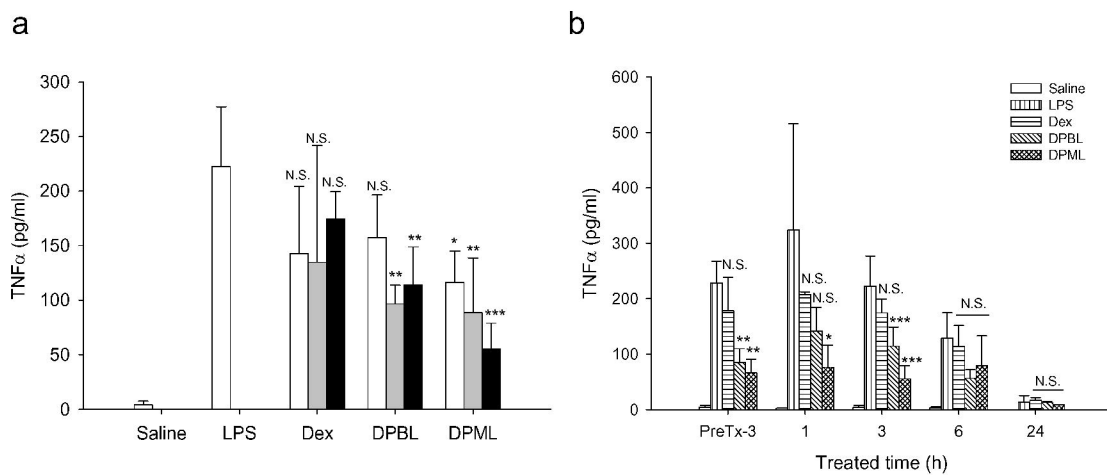 a
300
250
200
150
100
50
0
TNFα (pg/ml)
N.S.
N.S.
N.S.
N.S.
**
**
*
**
***
Saline
LPS
Dex
DPBL
DPML
b
600
500
400
300
200
100
0
TNFα (pg/ml)
Saline
LPS
Dex
DPBL
DPML
N.S.
**
**
N.S.
N.S.
*
N.S.
***
***
N.S.
N.S.
PreTx-3
1
3
6
24
Treated time (h)